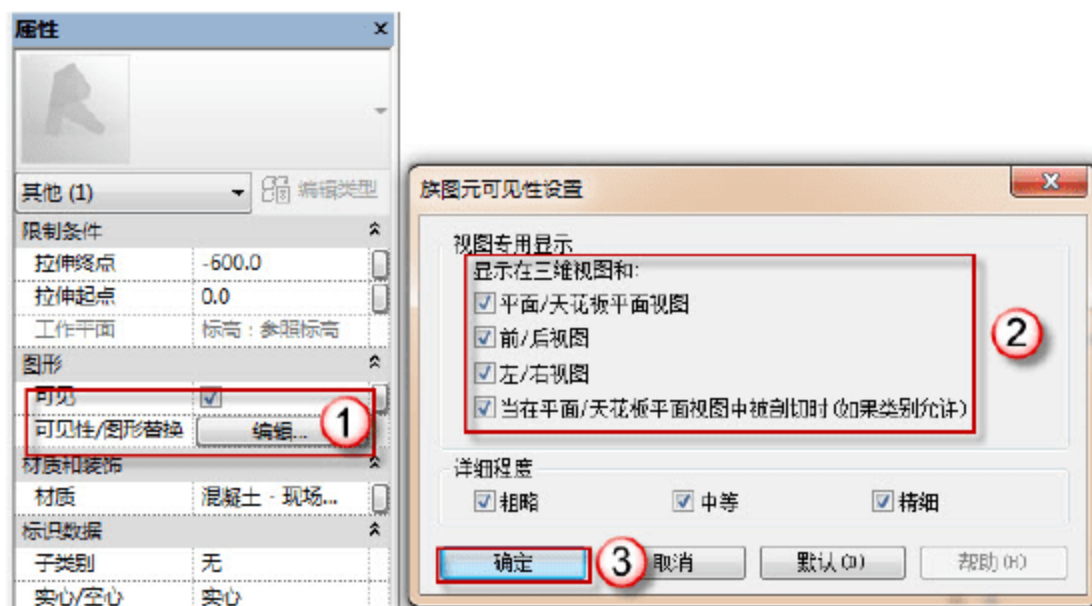 属性
其他 (1)
编辑类型
限制条件
拉伸终点 -600.0
拉伸起点 0.0
工作平面 标高：参照标高
图形
可见
可见性/图形替换 编辑...
1
材质和装饰
材质 混凝土 - 现场...
标识数据
子类别 无
实心/空心 实心
族图元可见性设置
视图专用显示
显示在三维视图和:
平面/天花板平面视图
前/后视图
左/右视图
当在平面/天花板平面视图中被剖切时(如果类别允许)
2
详细程度
粗略 中等 精细
确定 3 取消 默认(D) 帮助(H)